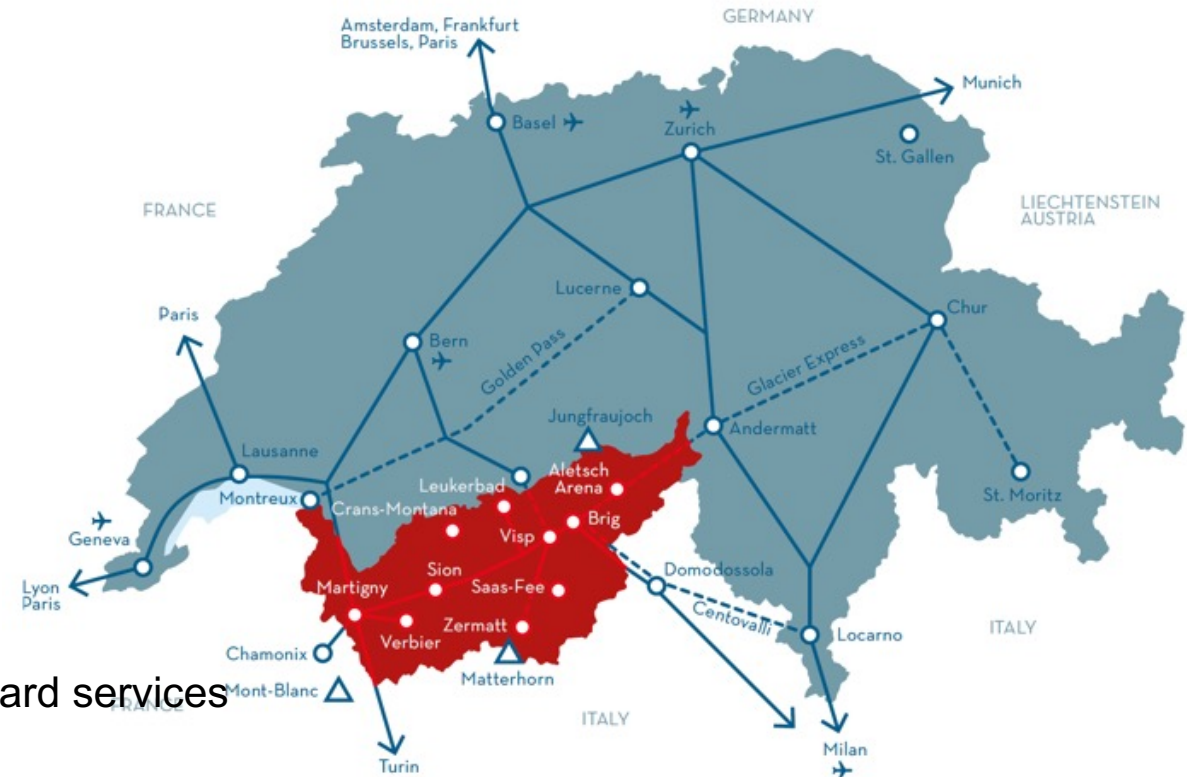 GERMANY
Amsterdam, Frankfurt
Brussels, Paris
Munich
Basel
Zurich
St. Gallen
FRANCE
LIECHTENSTEIN
AUSTRIA
Lucerne
Chur
Paris
Bern
Golden Pass
Glacier Express
Jungfraujoch
Andermatt
Lausanne
Aletsch
Arena
Leukerbad
St. Moritz
Montreux
Crans-Montana
Brig
Visp
Geneva
Domodossola
Sion
Saas-Fee
Martigny
Lyon
Paris
Centovalli
Zermatt
Locarno
ITALY
Verbier
Chamonix
Matterhorn
ard services
Mont-Blanc
FRANCE
ITALY
Milan
Turin